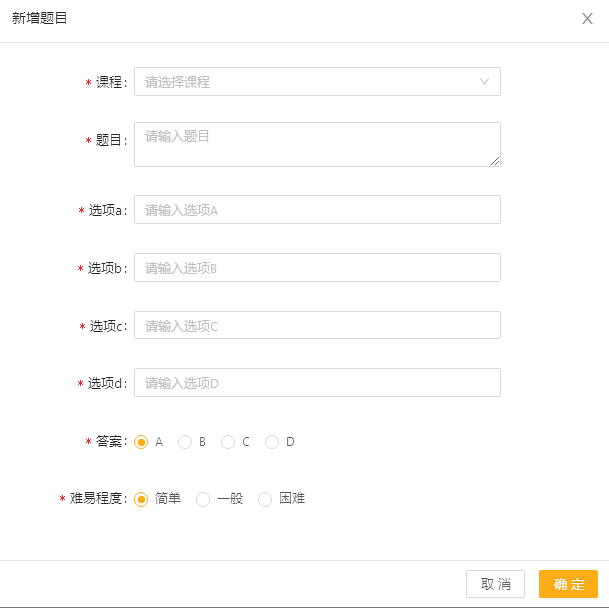 新增题目
* 课程: 请选择课程
* 题目: 请输入题目
* 选项a: 请输入选项A
* 选项b: 请输入选项B
* 选项c: 请输入选项C
* 选项d: 请输入选项D
* 答案: A B C D
* 难易程度: 简单 一般 困难
取 消 确 定